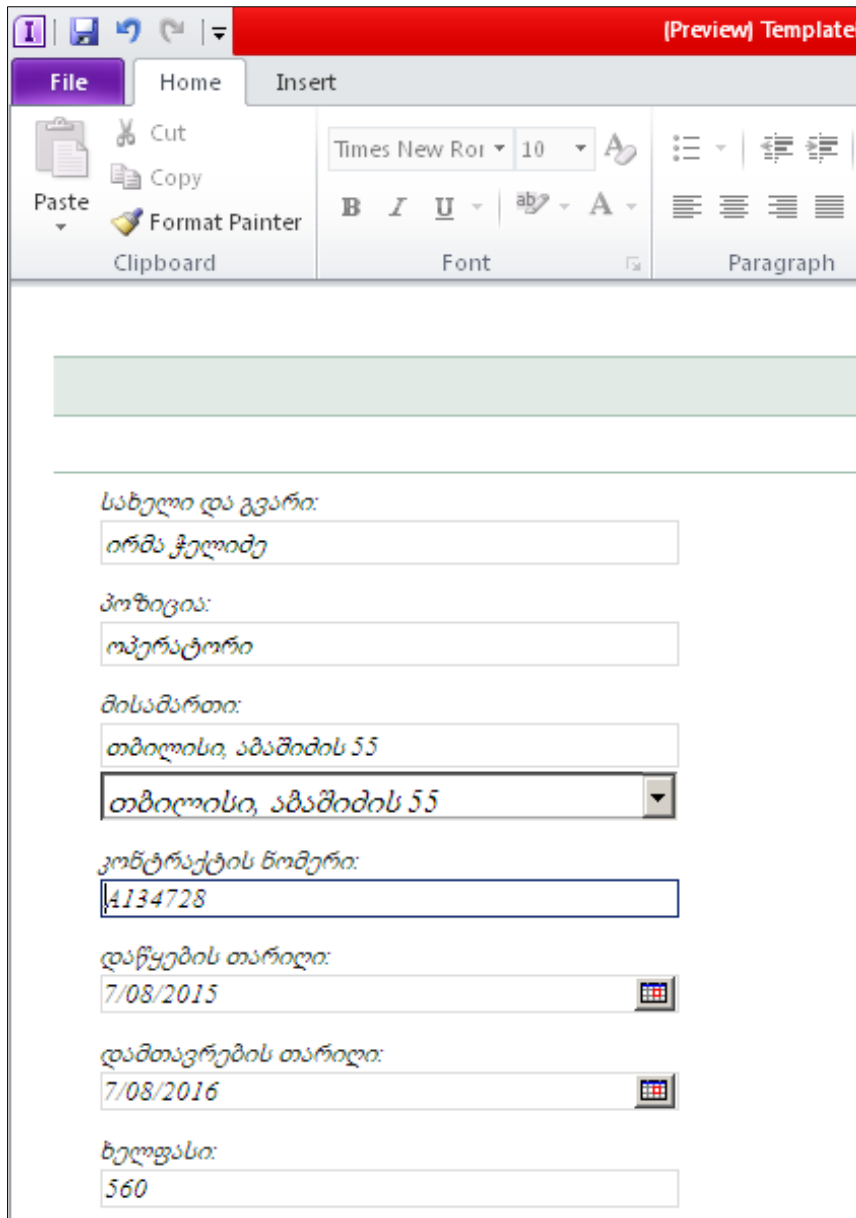 (Preview) Template
File Home Insert
Cut
Times New Ror 10
Copy
Paste
Format Painter
B I U ab A
Clipboard Font Paragraph
სახელი და გვარი:
ირმა ჭელიძე
პოზიცია:
ოპერატორი
მისამართი:
თბილისი, აბაშიძის 55
თბილისი, აბაშიძის 55
კონტრაქტის ნომერი:
A134728
დაწყების თარიღი:
7/08/2015
დამთავრების თარიღი:
7/08/2016
ხელფასი:
560